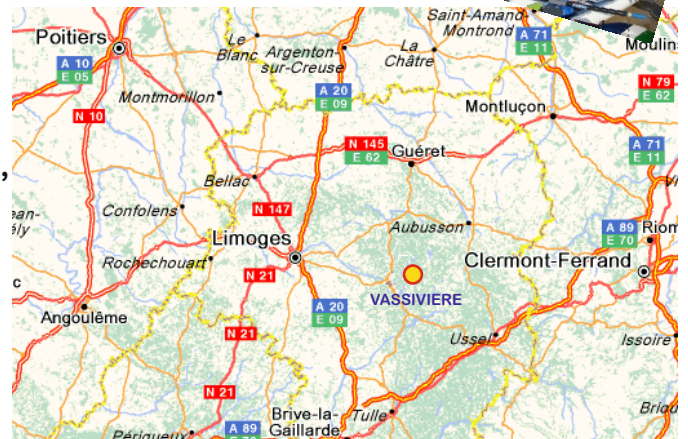 Saint-Amand-
Montrond
A 71
E 11
Moulin
Poitiers
Le
Blanc
Argenton-
sur-Creuse
La
Châtre
A 10
E 05
A 20
E 09
N 79
E 62
Montmorillon
Montluçon
N 10
N 145
E 62
Guéret
A 71
E 11
,
Bellac
Confolens
N 147
Aubusson
A 89
E 70
Riom
Limoges
Rochechouart
N 21
Clermont-Ferrand
VASSIVIERE
A 20
E 09
Angoulême
N 21
Ussel
Issoire
N 21
Brive-la-
Gaillarde
Tulle
A 89
Périgueux